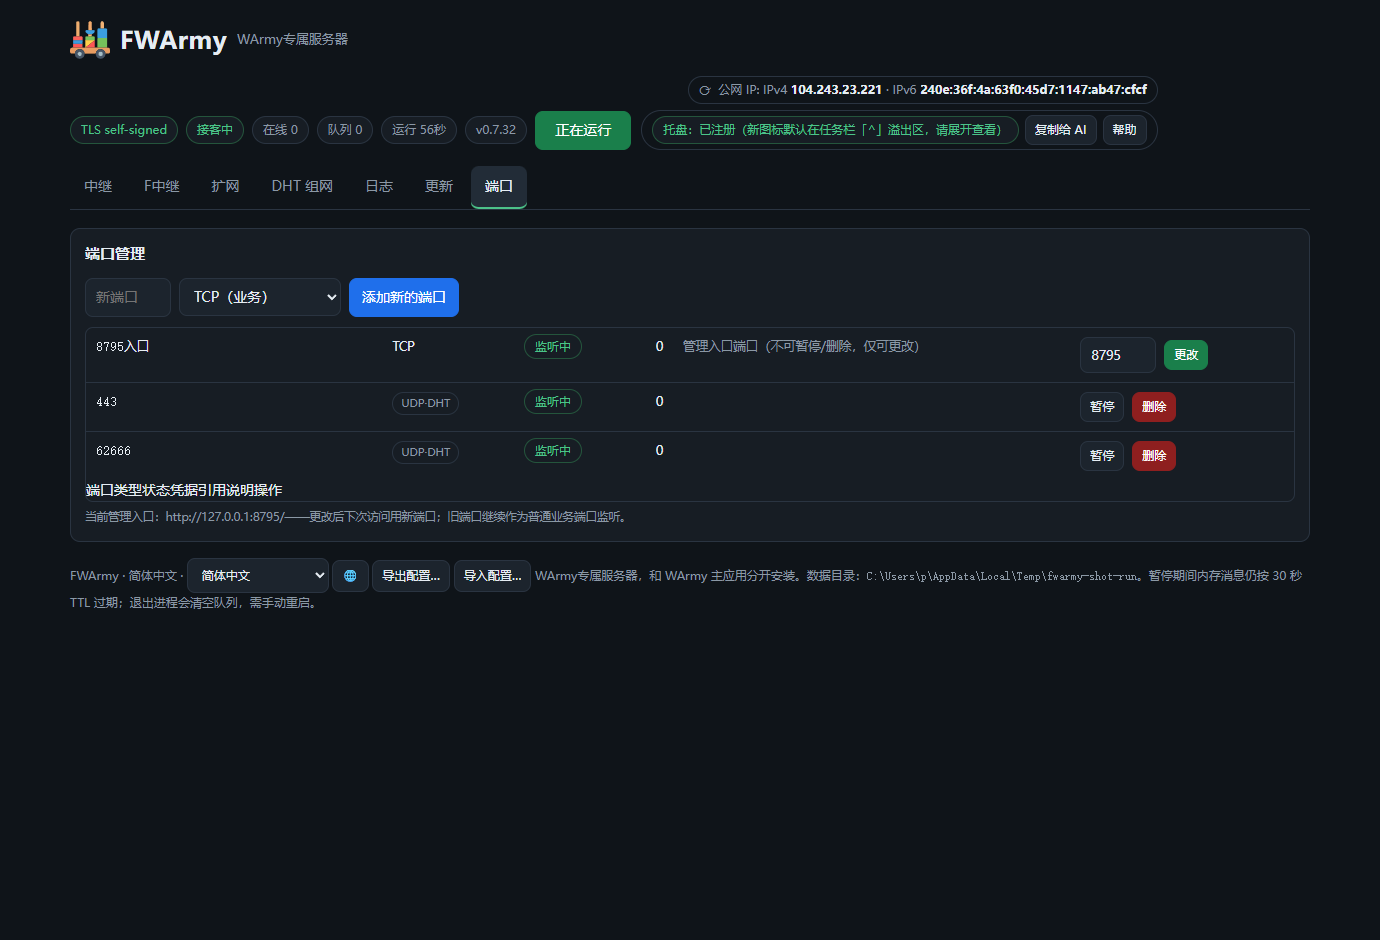 FWArmy WArmy专属服务器
公网 IP: IPv4 104.243.23.221 · IPv6 240e:36f:4a:63f0:45d7:1147:ab47:cfcf
TLS self-signed 接客中 在线 0 队列 0 运行 56秒 v0.7.32 正在运行 托盘：已注册（新图标默认在任务栏「^」溢出区，请展开查看） 复制给 AI 帮助
中继 F中继 扩网 DHT 组网 日志 更新 端口
端口管理
新端口 TCP（业务） 添加新的端口
8795入口 TCP 监听中 0 管理入口端口（不可暂停/删除，仅可更改） 8795 更改
443 UDP·DHT 监听中 0 暂停 删除
62666 UDP·DHT 监听中 0 暂停 删除
端口类型状态凭据引用说明操作
当前管理入口：http://127.0.0.1:8795/——更改后下次访问用新端口；旧端口继续作为普通业务端口监听。
FWArmy · 简体中文 · 简体中文 导出配置... 导入配置... WArmy专属服务器，和 WArmy 主应用分开安装。数据目录：C:\Users\p\AppData\Local\Temp\fwarmy-shot-run。暂停期间内存消息仍按 30 秒
TTL 过期；退出进程会清空队列，需手动重启。